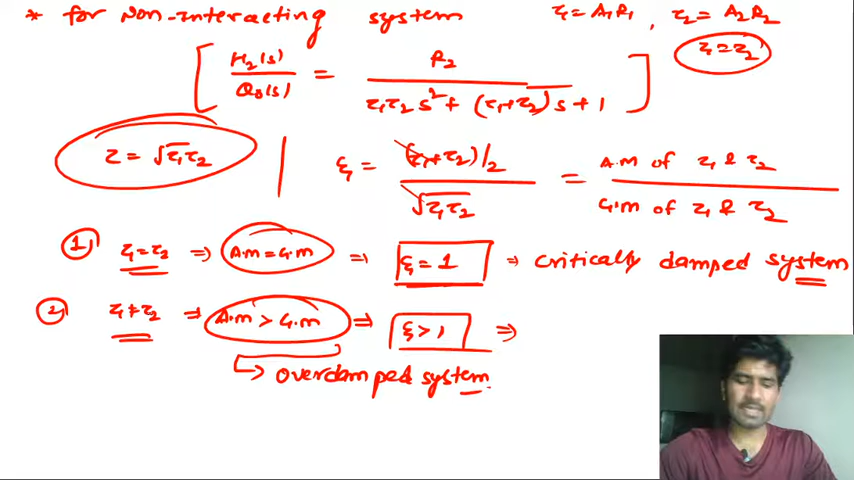 * for Non-interacting system τ1 = A1R1 , τ2 = A2R2
τ1 = τ2
[ H2(s) / Q0(s) = R2 / τ1τ2 s² + (τ1+τ2) s + 1 ]
τ = √τ1τ2 | ξ = (τ1+τ2)/2 / √τ1τ2 = A.M of τ1 & τ2 / G.M of τ1 & τ2
1) τ1 = τ2 ⇒ A.M = G.M ⇒ ξ = 1 ⇒ critically damped system
2) τ1 ≠ τ2 ⇒ A.M > G.M ⇒ ξ > 1 ⇒
↳ overdamped system